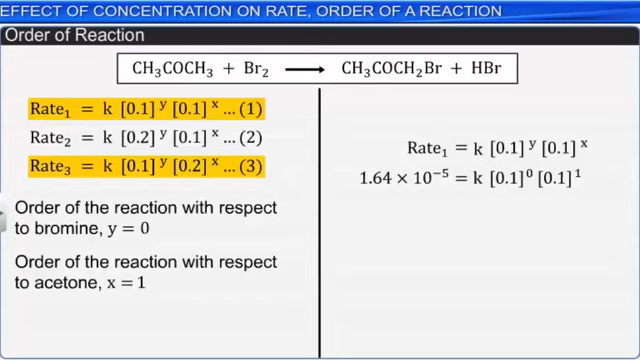 EFFECT OF CONCENTRATION ON RATE, ORDER OF A REACTION
Order of Reaction
CH₃COCH₃ + Br₂ ⟶ CH₃COCH₂Br + HBr
Rate₁ = k [0.1]ʸ [0.1]ˣ ... (1)
Rate₂ = k [0.2]ʸ [0.1]ˣ ... (2)
Rate₃ = k [0.1]ʸ [0.2]ˣ ... (3)
Order of the reaction with respect
to bromine, y = 0
Order of the reaction with respect
to acetone, x = 1
Rate₁ = k [0.1]ʸ [0.1]ˣ
1.64 × 10⁻⁵ = k [0.1]⁰ [0.1]¹